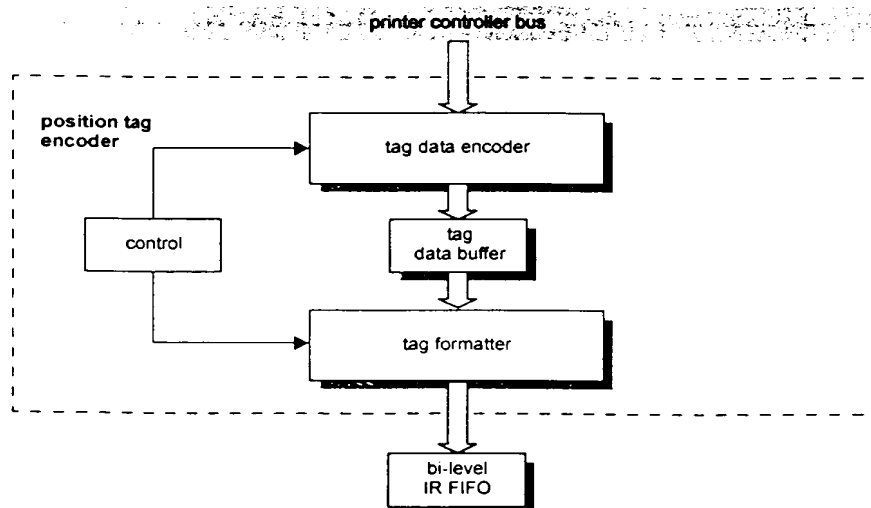 printer controller bus
position tag
encoder
tag data encoder
control
tag
data buffer
tag formatter
bi-level
IR FIFO